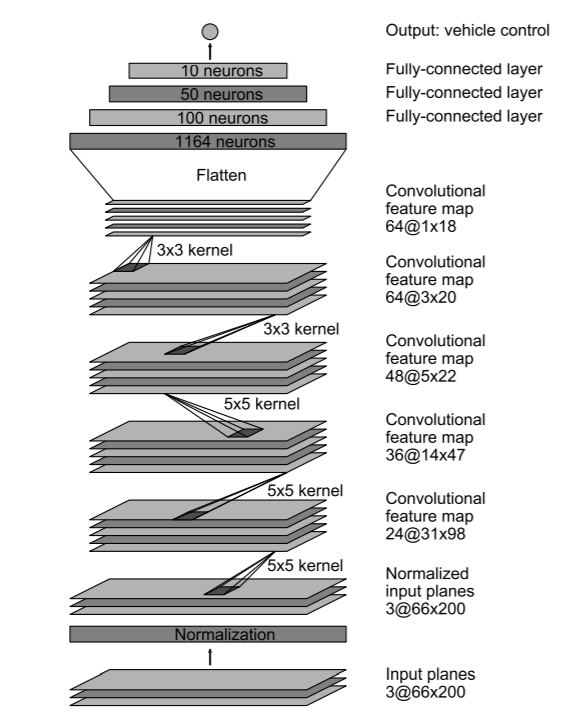 Output: vehicle control
10 neurons
Fully-connected layer
50 neurons
Fully-connected layer
100 neurons
Fully-connected layer
1164 neurons
Flatten
Convolutional
feature map
64@1x18
3x3 kernel
Convolutional
feature map
64@3x20
3x3 kernel
Convolutional
feature map
48@5x22
5x5 kernel
Convolutional
feature map
36@14x47
5x5 kernel
Convolutional
feature map
24@31x98
5x5 kernel
Normalized
input planes
3@66x200
Normalization
Input planes
3@66x200